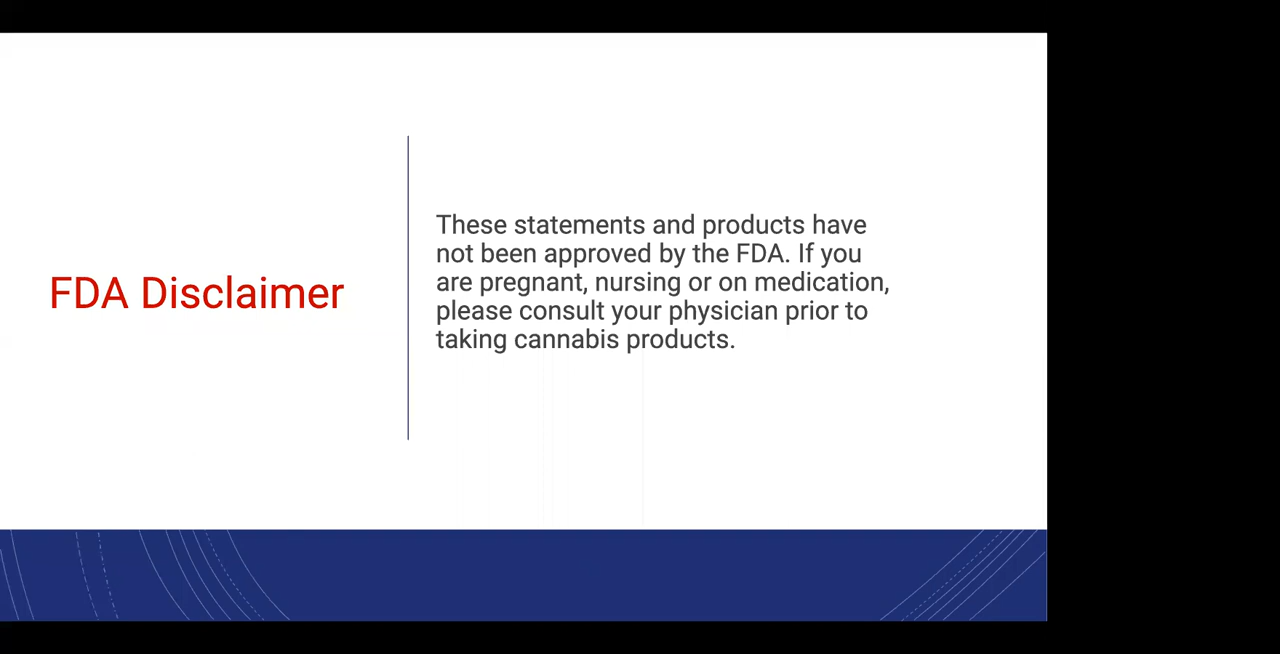 FDA Disclaimer
These statements and products have
not been approved by the FDA. If you
are pregnant, nursing or on medication,
please consult your physician prior to
taking cannabis products.